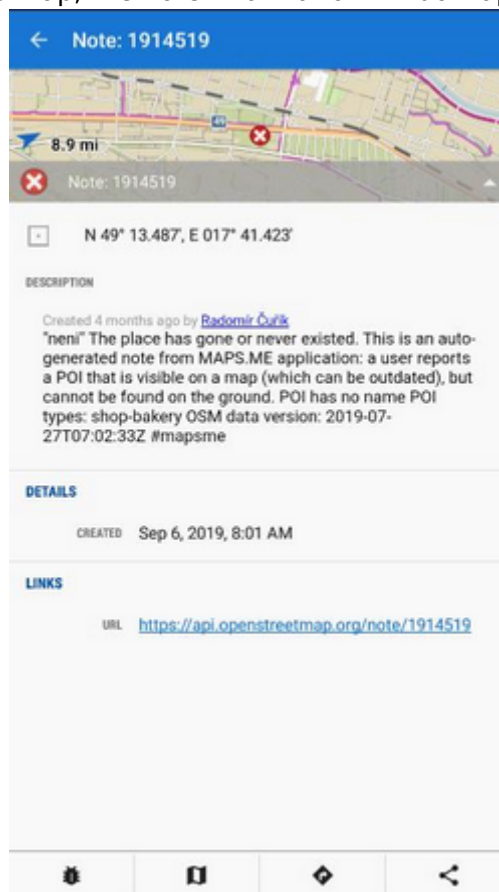 Note: 1914519
49
8.9 mi
Note: 1914519
N 49° 13.487', E 017° 41.423'
DESCRIPTION
Created 4 months ago by Radomír Čuřík
"neni" The place has gone or never existed. This is an auto-
generated note from MAPS.ME application: a user reports
a POI that is visible on a map (which can be outdated), but
cannot be found on the ground. POI has no name POI
types: shop-bakery OSM data version: 2019-07-
27T07:02:33Z #mapsme
DETAILS
CREATED Sep 6, 2019, 8:01 AM
LINKS
URL https://api.openstreetmap.org/note/1914519